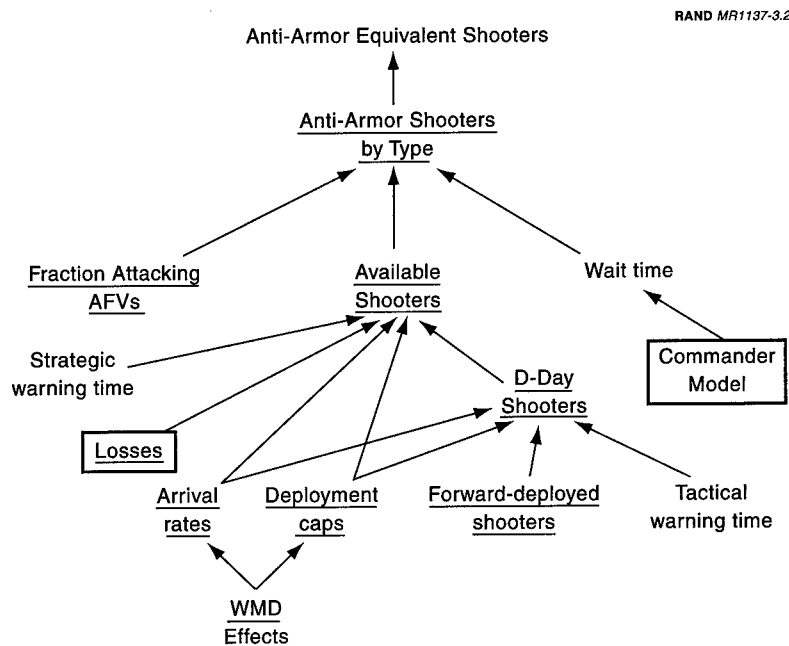 RAND MR1137-3.2
Anti-Armor Equivalent Shooters
Anti-Armor Shooters
by Type
Fraction Attacking
AFVs
Available
Shooters
Wait time
Strategic
warning time
Commander
Model
D-Day
Shooters
Losses
Arrival
rates
Deployment
caps
Forward-deployed
shooters
Tactical
warning time
WMD
Effects